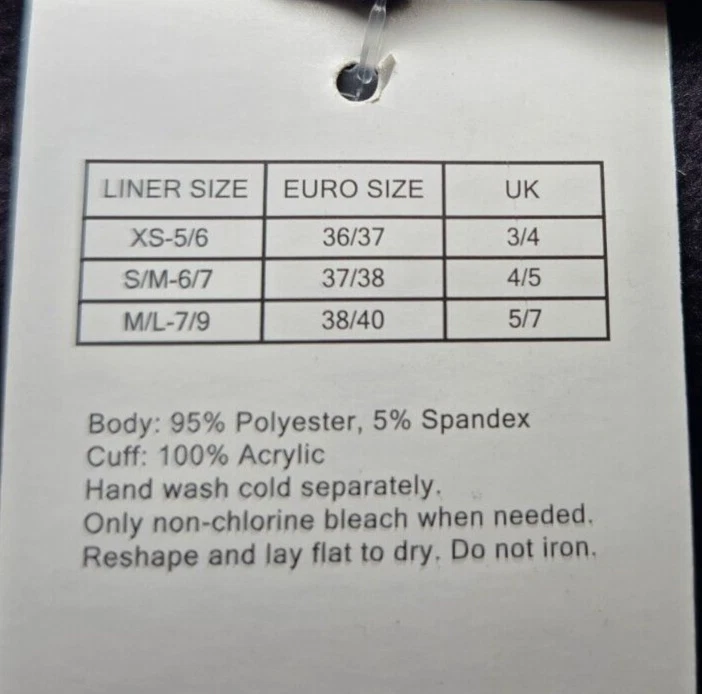 LINER SIZE EURO SIZE UK
XS-5/6 36/37 3/4
S/M-6/7 37/38 4/5
M/L-7/9 38/40 5/7
Body: 95% Polyester, 5% Spandex
Cuff: 100% Acrylic
Hand wash cold separately.
Only non-chlorine bleach when needed.
Reshape and lay flat to dry. Do not iron.